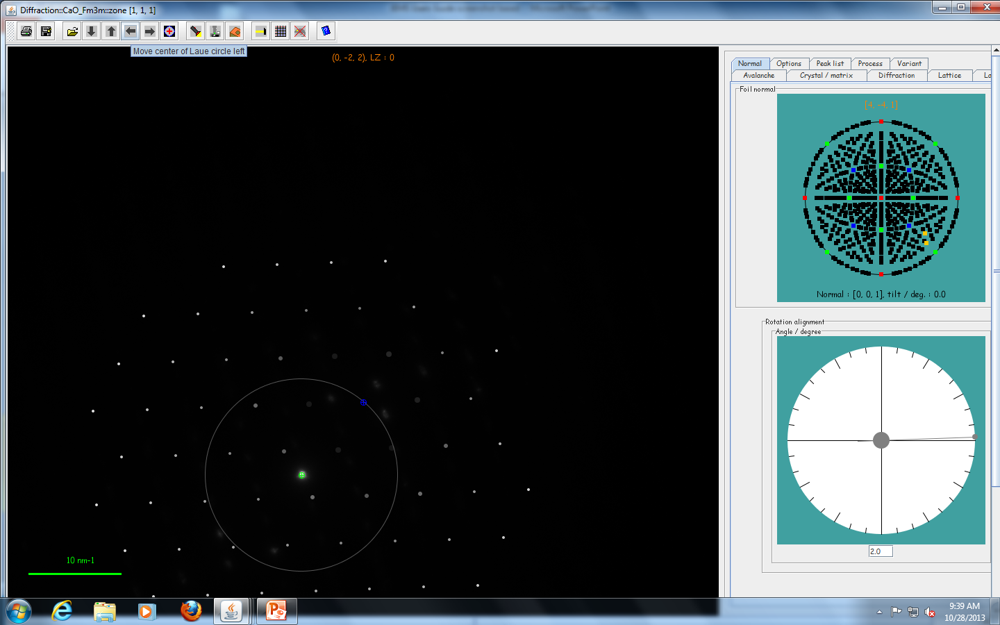 Diffraction::CaO_Fm3m::zone [1, 1, 1]
Move center of Laue circle left
(0, -2, 2), LZ : 0
10 nm-1
Normal
Options
Peak list
Process
Variant
Avalanche
Crystal / matrix
Diffraction
Lattice
La
Foil normal
[4, -4, 1]
Normal : [0, 0, 1], tilt / deg. : 0.0
Rotation alignment
Angle / degree
2.0
9:39 AM
10/28/2013